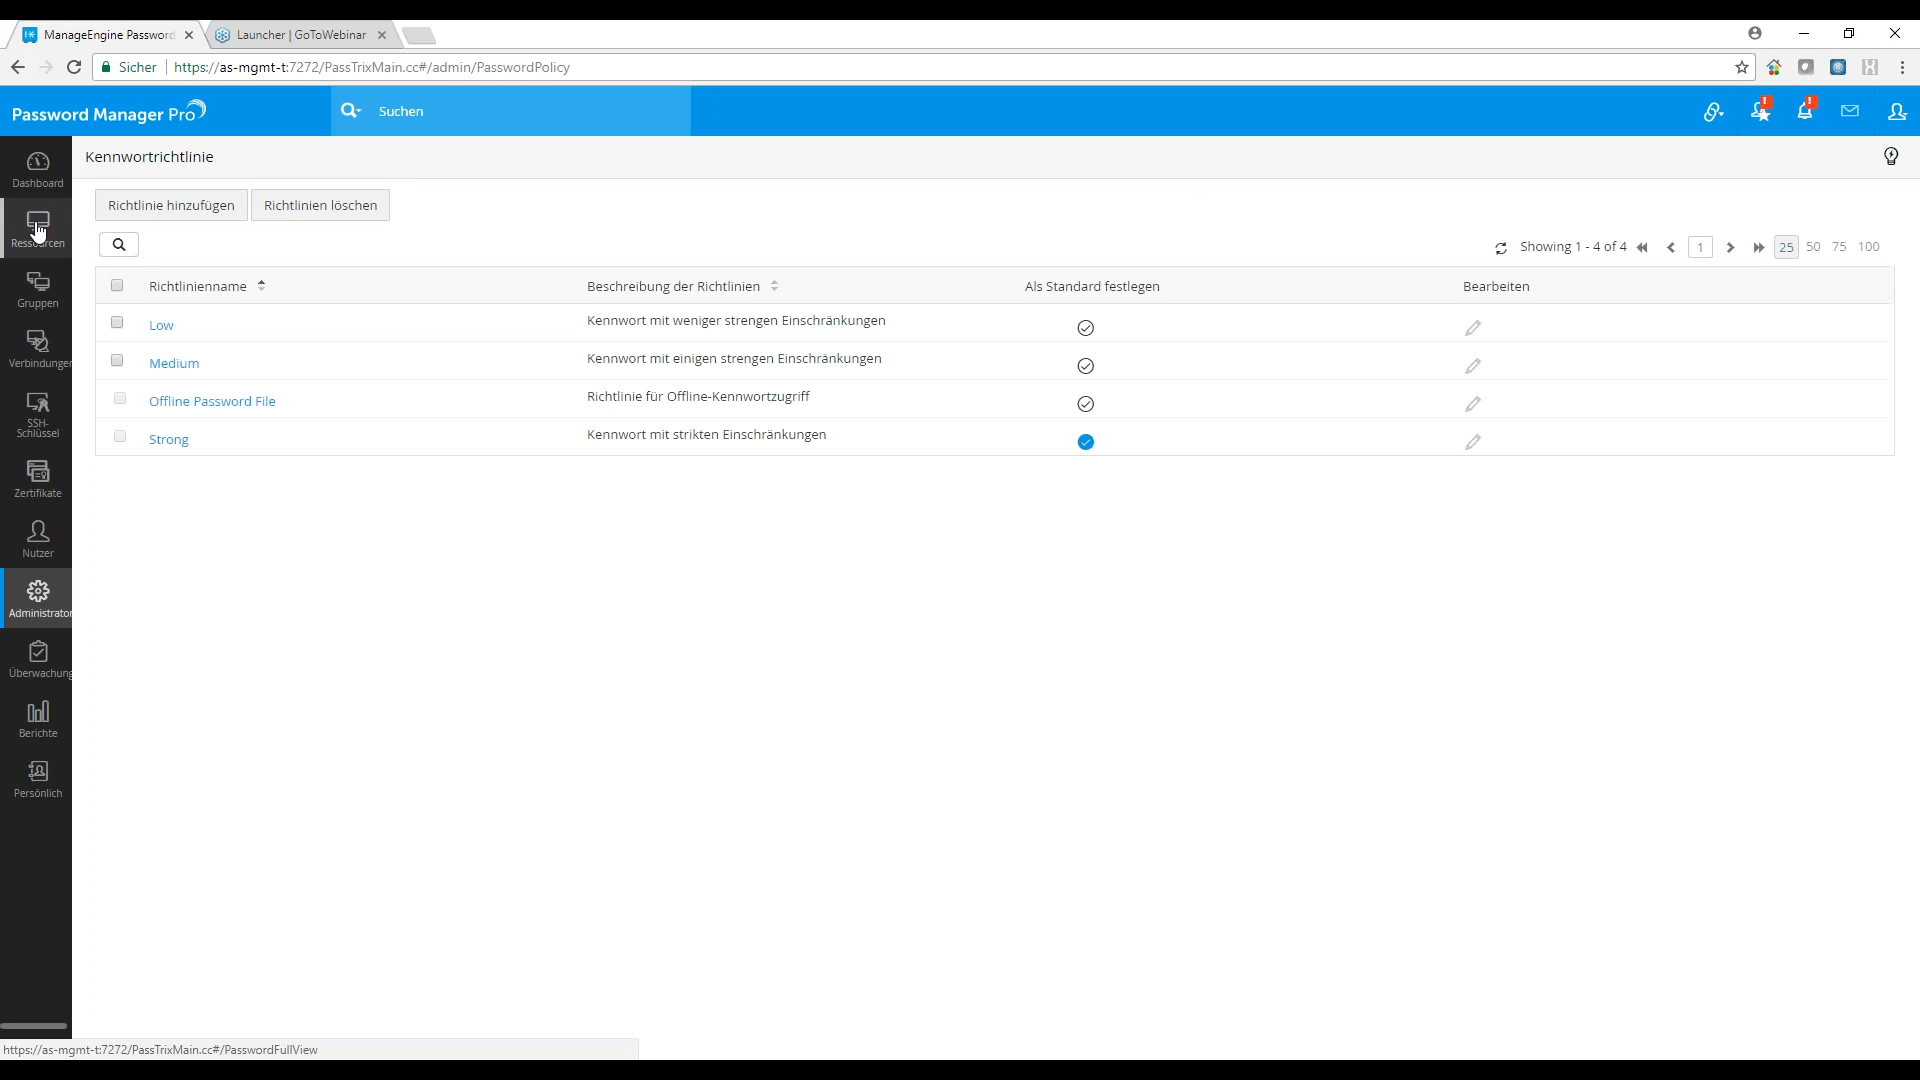 ManageEngine Password
Launcher | GoToWebinar
Sicher
https://as-mgmt-t:7272/PassTrixMain.cc#/admin/PasswordPolicy
Password Manager Pro
Suchen
Kennwortrichtlinie
Dashboard
Ressourcen
Gruppen
Verbindungen
SSH-
Schlüssel
Zertifikate
Nutzer
Administrator
Überwachung
Berichte
Persönlich
Richtlinie hinzufügen
Richtlinien löschen
Showing 1 - 4 of 4
1
25 50 75 100
Richtlinienname
Beschreibung der Richtlinien
Als Standard festlegen
Bearbeiten
Low
Kennwort mit weniger strengen Einschränkungen
Medium
Kennwort mit einigen strengen Einschränkungen
Offline Password File
Richtlinie für Offline-Kennwortzugriff
Strong
Kennwort mit strikten Einschränkungen
https://as-mgmt-t:7272/PassTrixMain.cc#/PasswordFullView